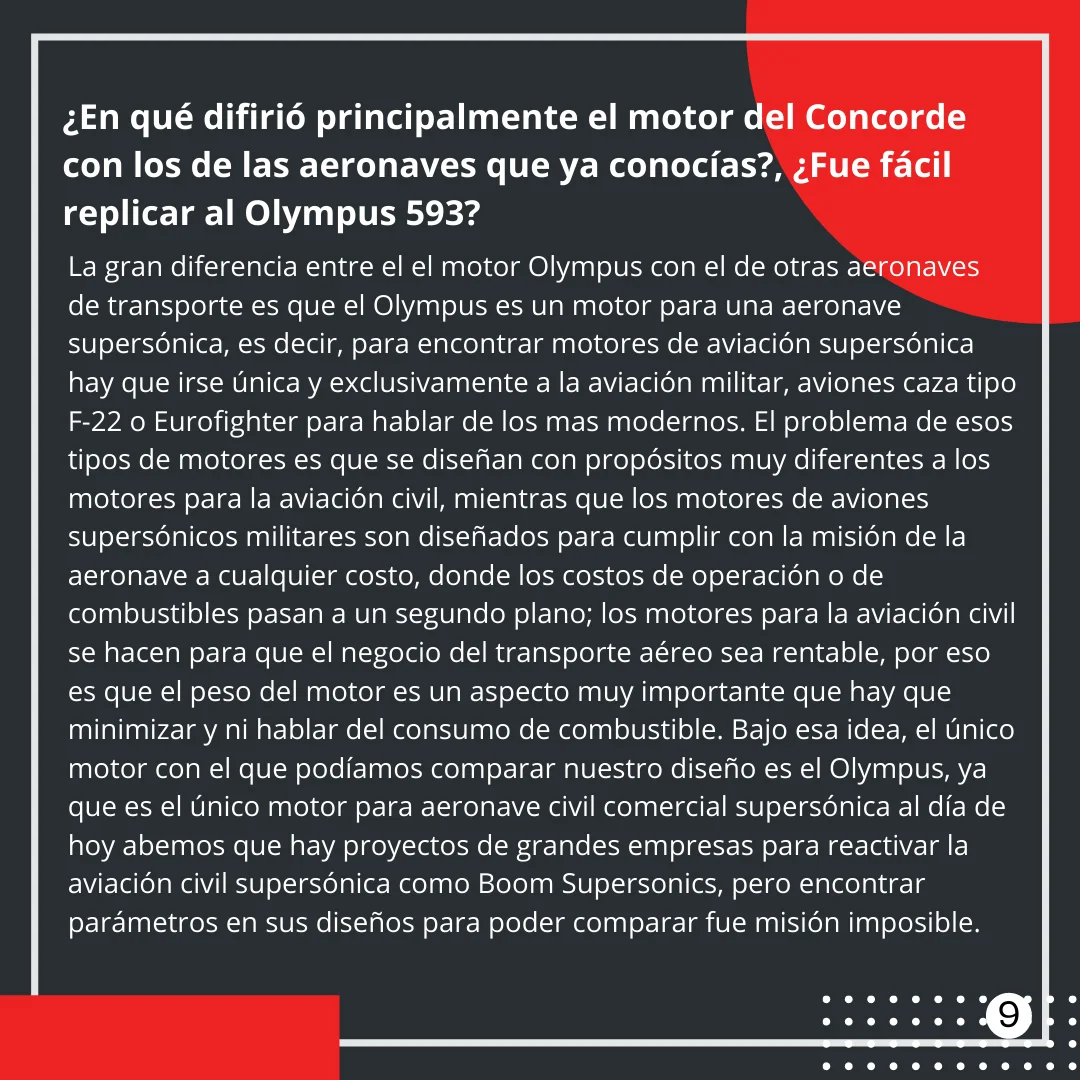 ¿En qué difirió principalmente el motor del Concorde
con los de las aeronaves que ya conocías?, ¿Fue fácil
replicar al Olympus 593?
La gran diferencia entre el el motor Olympus con el de otras aeronaves
de transporte es que el Olympus es un motor para una aeronave
supersónica, es decir, para encontrar motores de aviación supersónica
hay que irse única y exclusivamente a la aviación militar, aviones caza tipo
F-22 o Eurofighter para hablar de los mas modernos. El problema de esos
tipos de motores es que se diseñan con propósitos muy diferentes a los
motores para la aviación civil, mientras que los motores de aviones
supersónicos militares son diseñados para cumplir con la misión de la
aeronave a cualquier costo, donde los costos de operación o de
combustibles pasan a un segundo plano; los motores para la aviación civil
se hacen para que el negocio del transporte aéreo sea rentable, por eso
es que el peso del motor es un aspecto muy importante que hay que
minimizar y ni hablar del consumo de combustible. Bajo esa idea, el único
motor con el que podíamos comparar nuestro diseño es el Olympus, ya
que es el único motor para aeronave civil comercial supersónica al día de
hoy abemos que hay proyectos de grandes empresas para reactivar la
aviación civil supersónica como Boom Supersonics, pero encontrar
parámetros en sus diseños para poder comparar fue misión imposible.
9